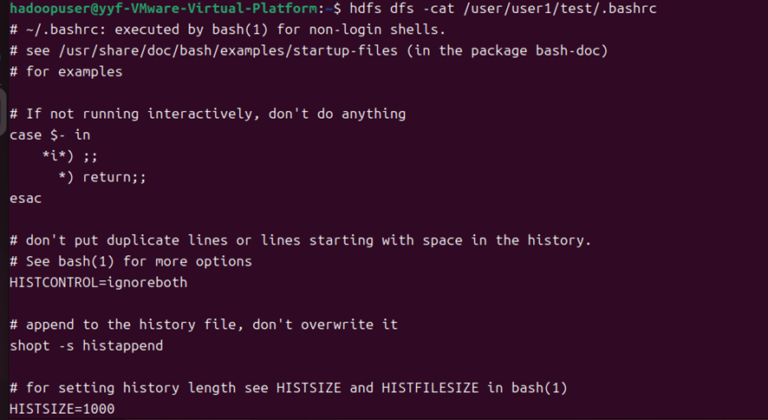 hadoopuser@yyf-VMware-Virtual-Platform:~$ hdfs dfs -cat /user/user1/test/.bashrc
# ~/.bashrc: executed by bash(1) for non-login shells.
# see /usr/share/doc/bash/examples/startup-files (in the package bash-doc)
# for examples

# If not running interactively, don't do anything
case $- in
    *i*) ;;
      *) return;;
esac

# don't put duplicate lines or lines starting with space in the history.
# See bash(1) for more options
HISTCONTROL=ignoreboth

# append to the history file, don't overwrite it
shopt -s histappend

# for setting history length see HISTSIZE and HISTFILESIZE in bash(1)
HISTSIZE=1000